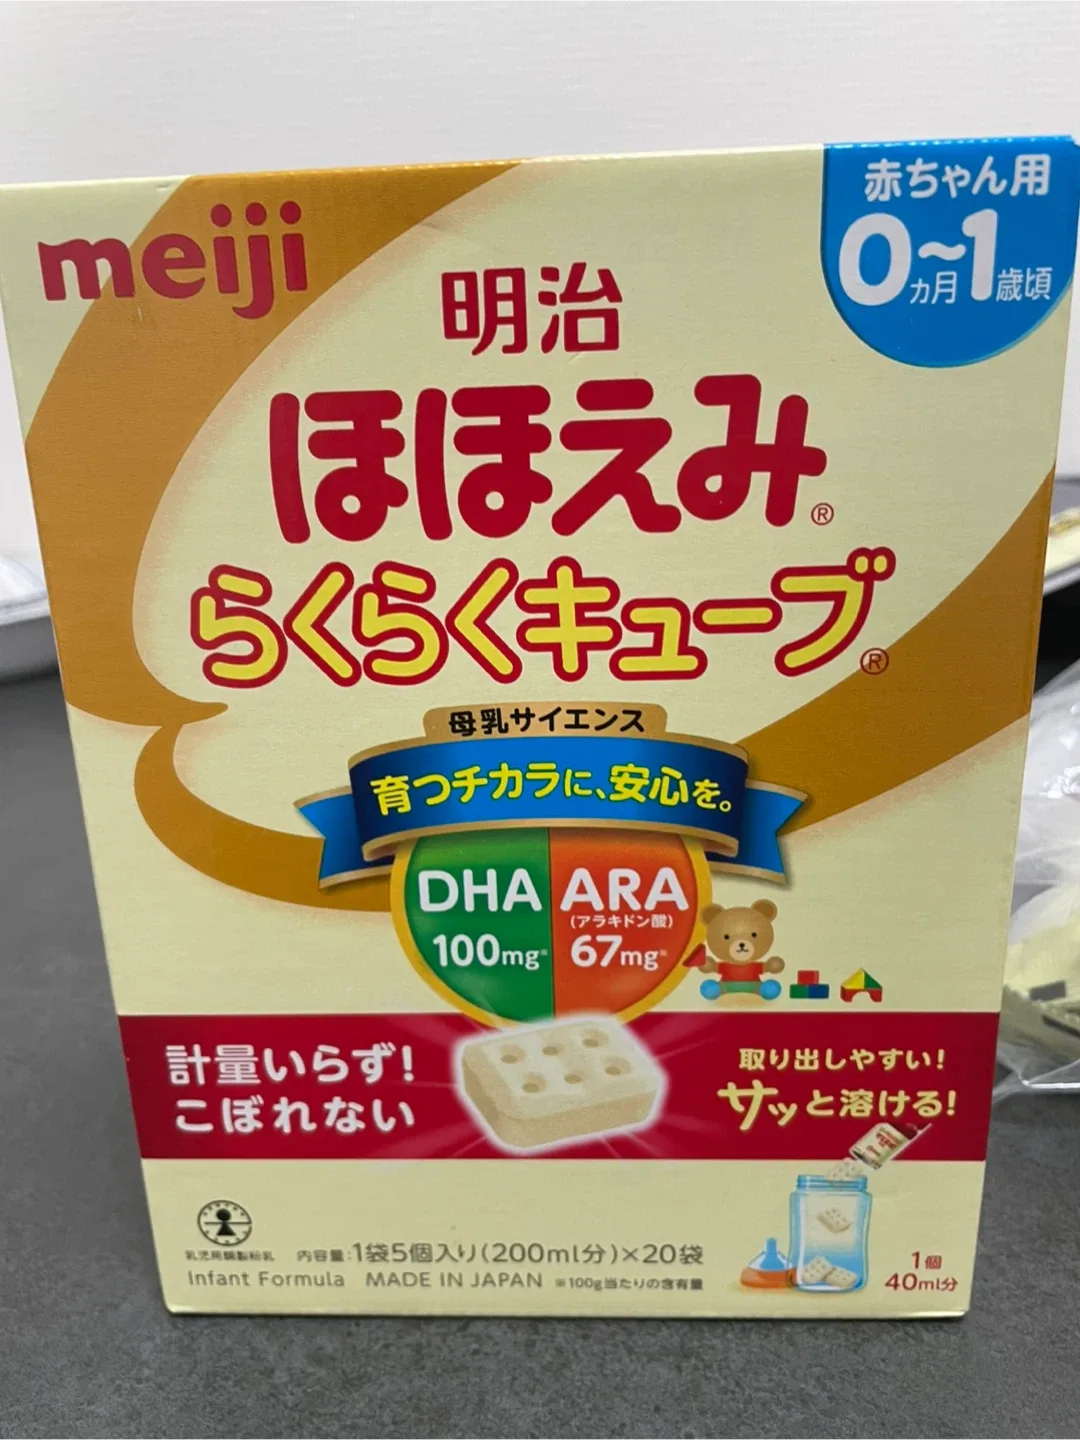 meiji
赤ちゃん用
0ヵ月~1歳頃
明治
ほほえみ®
らくらくキューブ®
母乳サイエンス
育つチカラに、安心を。
DHA
100mg※
ARA
(アラキドン酸)
67mg※
計量いらず!
こぼれない
取り出しやすい!
サッと溶ける!
乳児用調製粉乳
内容量:1袋5個入り(200ml分)×20袋
Infant Formula MADE IN JAPAN ※100g当たりの含有量
1個
40ml分